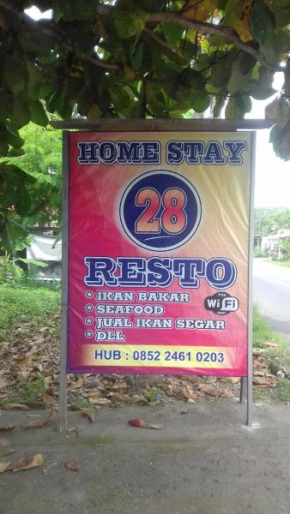 HOME STAY
28
RESTO
* IKAN BAKAR
* SEAFOOD
* JUAL IKAN SEGAR
* DLL
WiFi
HUB : 0852 2461 0203